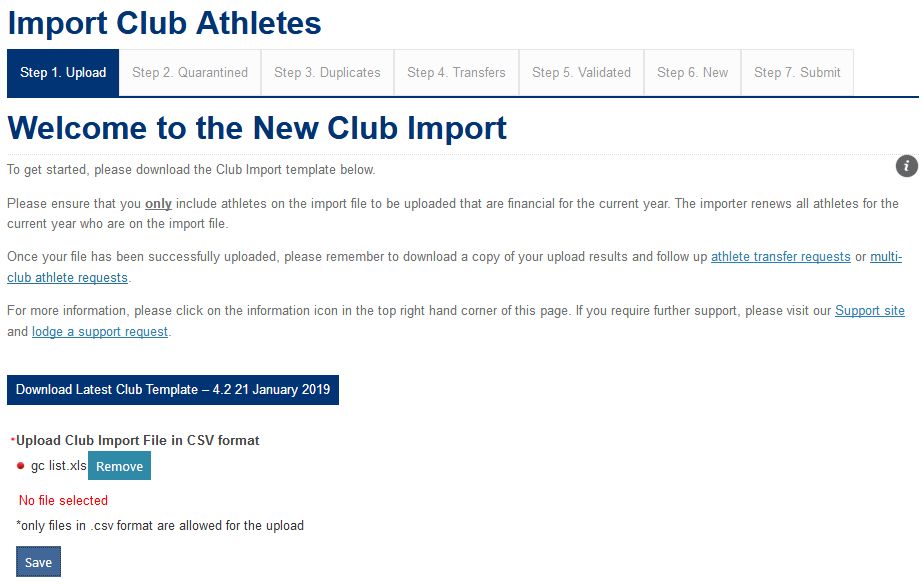 Import Club Athletes
Step 1. Upload Step 2. Quarantined Step 3. Duplicates Step 4. Transfers Step 5. Validated Step 6. New Step 7. Submit
Welcome to the New Club Import
To get started, please download the Club Import template below.
i
Please ensure that you only include athletes on the import file to be uploaded that are financial for the current year. The importer renews all athletes for the
current year who are on the import file.
Once your file has been successfully uploaded, please remember to download a copy of your upload results and follow up athlete transfer requests or multi-
club athlete requests.
For more information, please click on the information icon in the top right hand corner of this page. If you require further support, please visit our Support site
and lodge a support request.
Download Latest Club Template – 4.2 21 January 2019
*Upload Club Import File in CSV format
gc list.xls Remove
No file selected
*only files in .csv format are allowed for the upload
Save